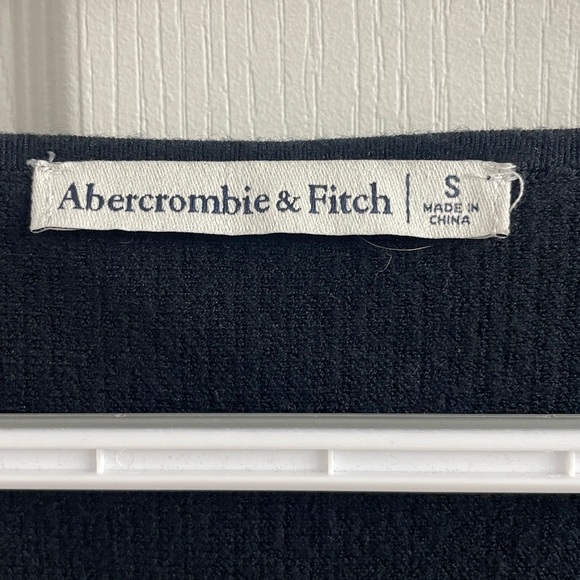 Abercrombie & Fitch
S
MADE IN
CHINA